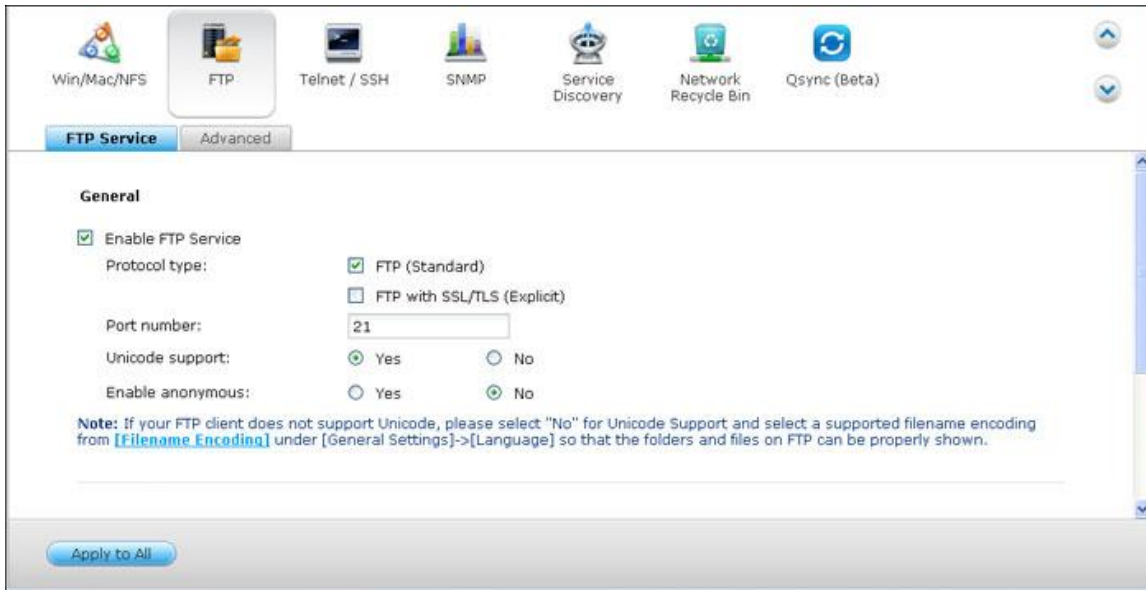 Win/Mac/NFS
FTP
Telnet / SSH
SNMP
Service
Discovery
Network
Recycle Bin
Qsync (Beta)
FTP Service
Advanced
General
Enable FTP Service
Protocol type:
FTP (Standard)
FTP with SSL/TLS (Explicit)
Port number:
21
Unicode support:
Yes
No
Enable anonymous:
Yes
No
Note: If your FTP client does not support Unicode, please select "No" for Unicode Support and select a supported filename encoding
from [Filename Encoding] under [General Settings]->[Language] so that the folders and files on FTP can be properly shown.
Apply to All